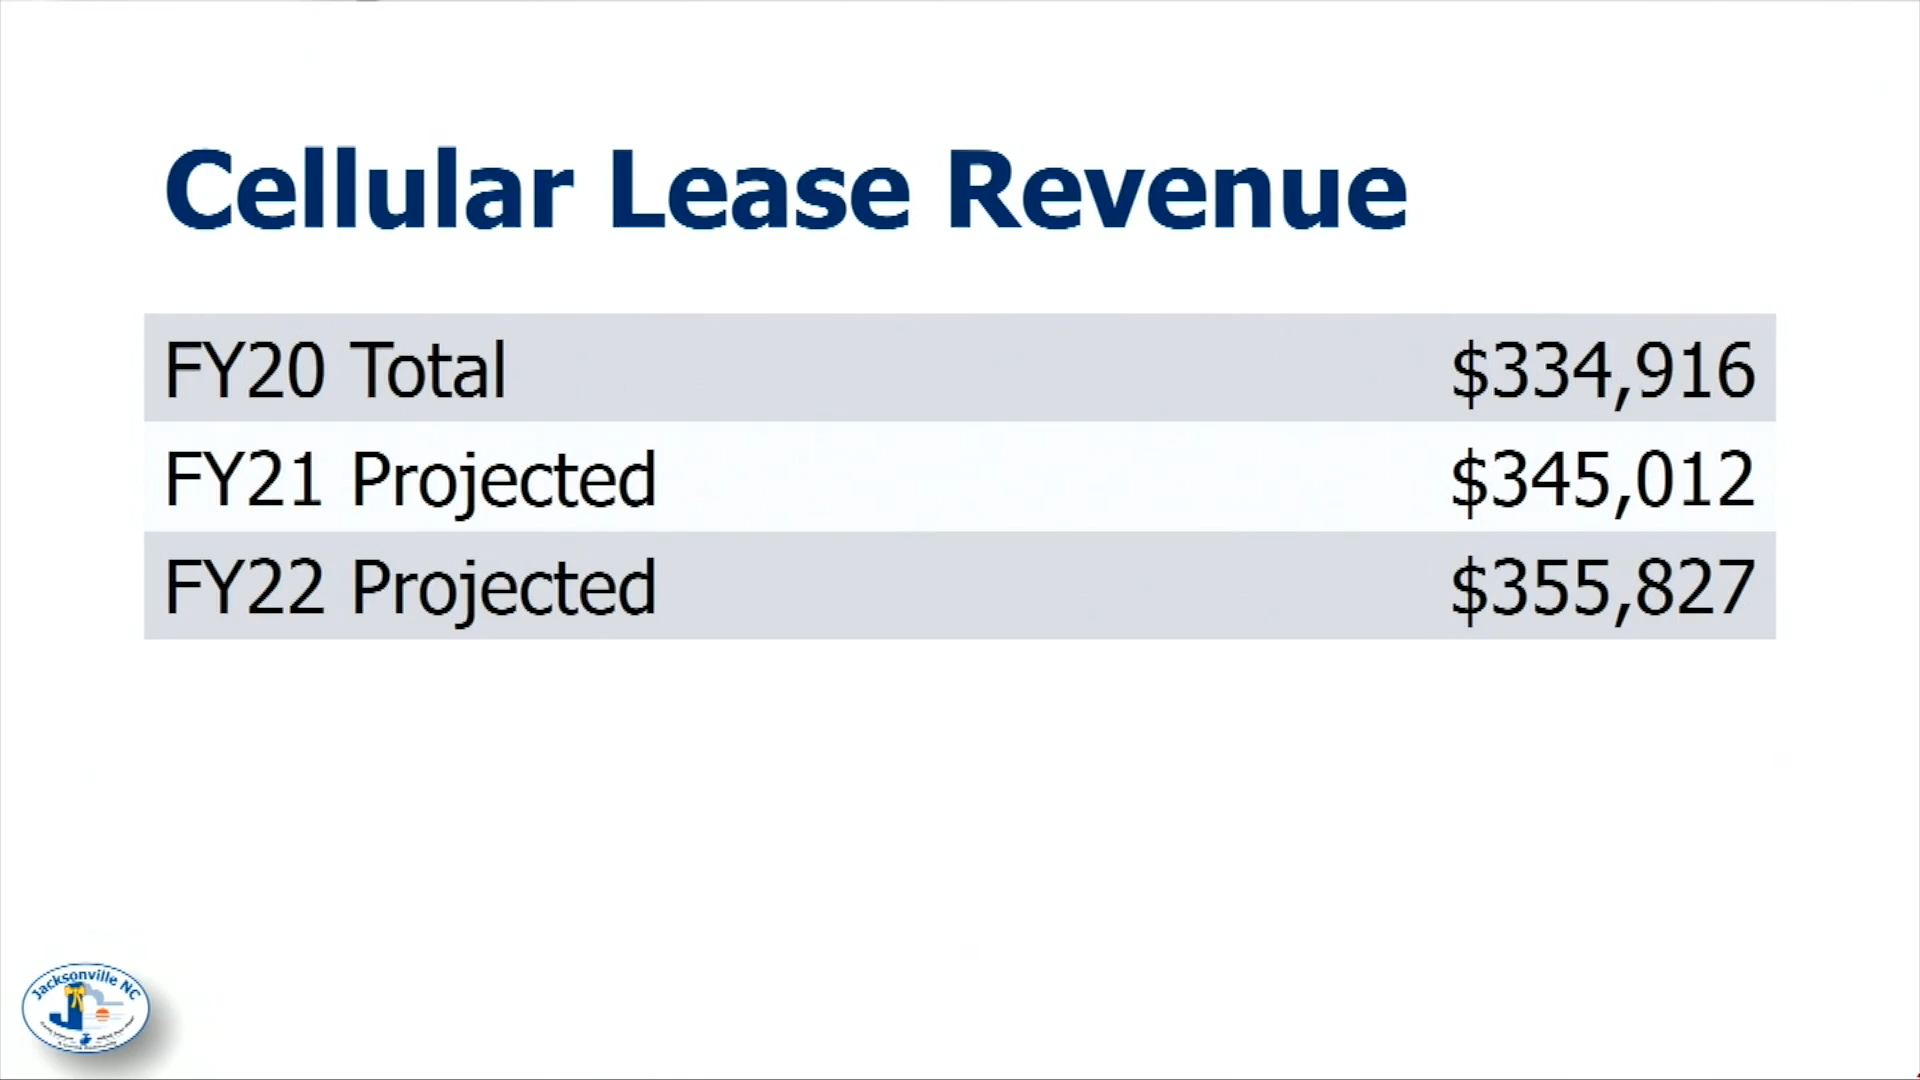 Cellular Lease Revenue
FY20 Total $334,916
FY21 Projected $345,012
FY22 Projected $355,827
Jacksonville NC